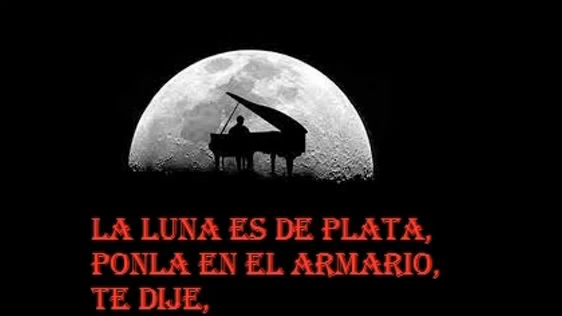 LA LUNA ES DE PLATA,
PONLA EN EL ARMARIO,
TE DIJE,